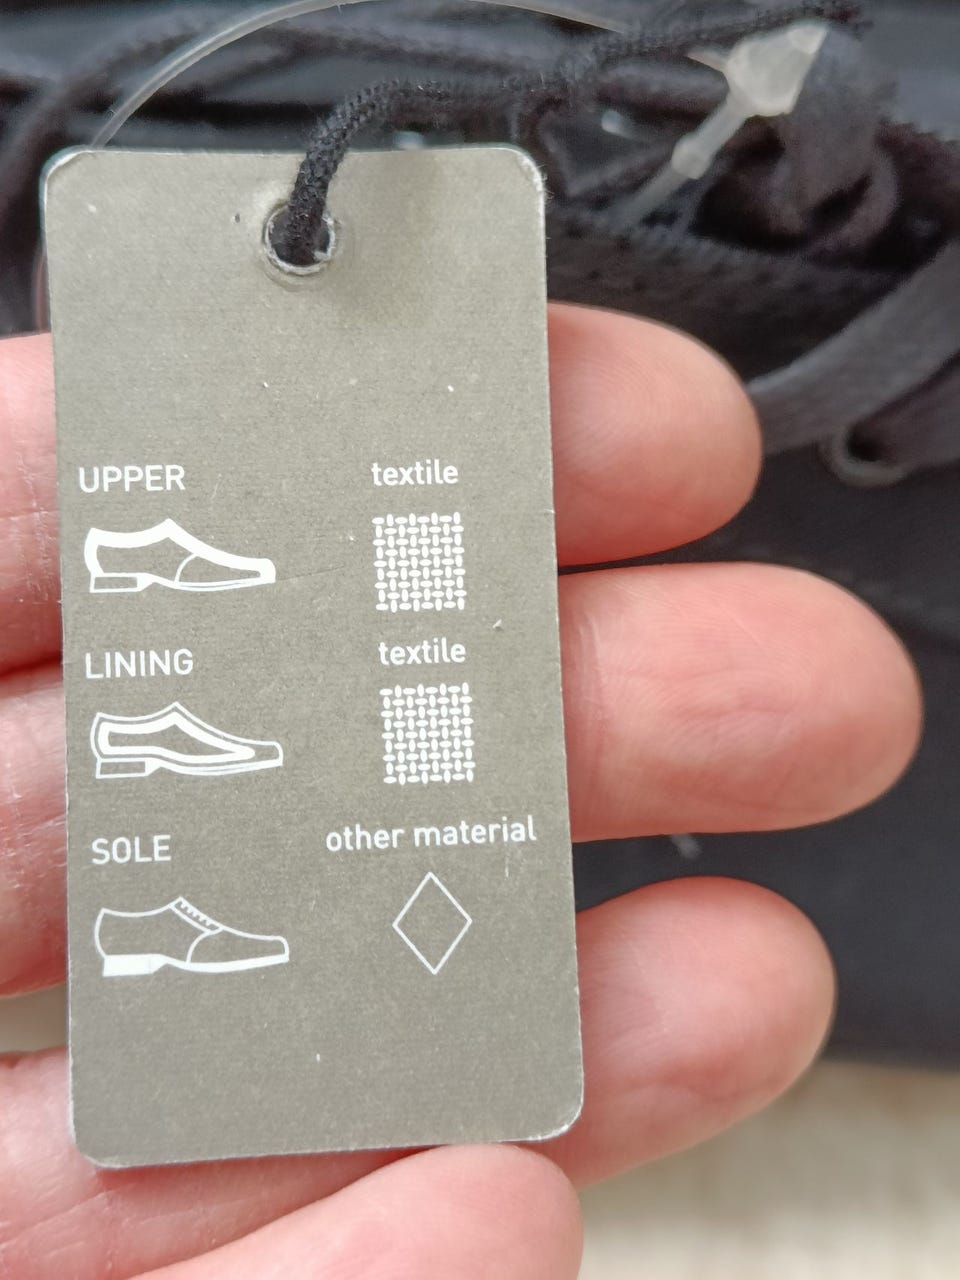 UPPER textile
LINING textile
SOLE other material